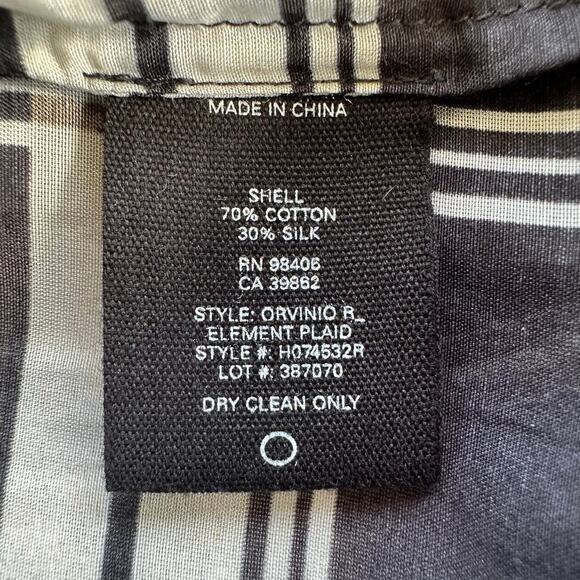 MADE IN CHINA
SHELL
70% COTTON
30% SILK
RN 98406
CA 39862
STYLE: ORVINIO R_
ELEMENT PLAID
STYLE #: H074532R
LOT #: 387070
DRY CLEAN ONLY